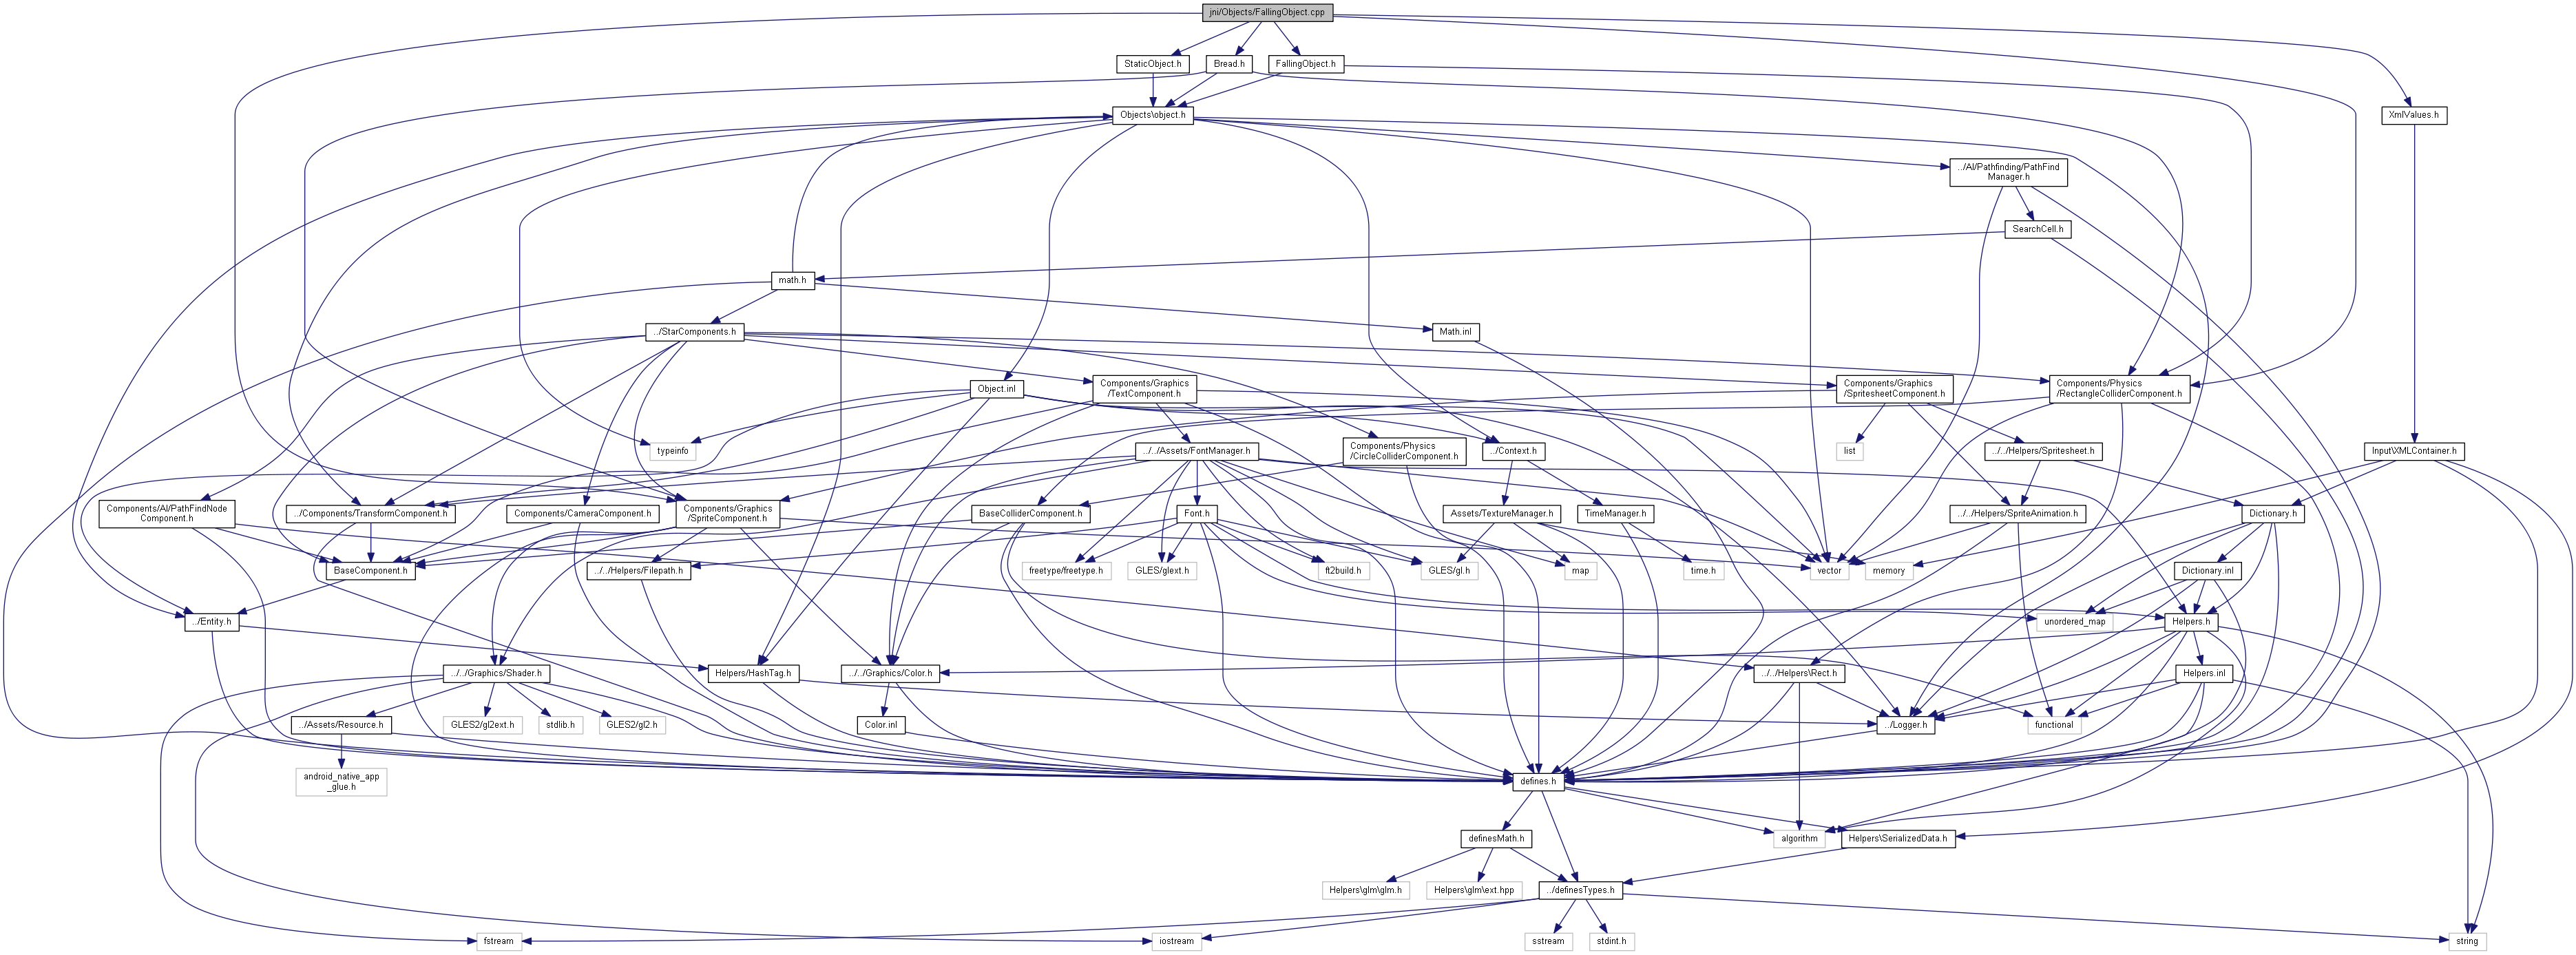 jni/Objects/FallingObject.cpp
StaticObject.h
Bread.h
FallingObject.h
Objects\object.h
XmlValues.h
../AI/Pathfinding/PathFind
Manager.h
SearchCell.h
math.h
../StarComponents.h
Math.inl
Object.inl
Components/Graphics
/TextComponent.h
Components/Graphics
/SpritesheetComponent.h
Components/Physics
/RectangleColliderComponent.h
typeinfo
../../Assets/FontManager.h
Components/Physics
/CircleColliderComponent.h
../Context.h
list
../../Helpers/Spritesheet.h
Input\XMLContainer.h
Components/AI/PathFindNode
Component.h
../Components/TransformComponent.h
Components/CameraComponent.h
Components/Graphics
/SpriteComponent.h
BaseColliderComponent.h
Font.h
Assets/TextureManager.h
TimeManager.h
../../Helpers/SpriteAnimation.h
Dictionary.h
BaseComponent.h
../../Helpers/Filepath.h
freetype/freetype.h
GLES/glext.h
ft2build.h
GLES/gl.h
map
time.h
vector
memory
Dictionary.inl
../Entity.h
unordered_map
Helpers.h
../../Graphics/Shader.h
Helpers/HashTag.h
../../Graphics/Color.h
../../Helpers\Rect.h
Helpers.inl
../Assets/Resource.h
GLES2/gl2ext.h
stdlib.h
GLES2/gl2.h
Color.inl
../Logger.h
functional
android_native_app
_glue.h
defines.h
definesMath.h
algorithm
Helpers\SerializedData.h
Helpers\glm\glm.h
Helpers\glm\ext.hpp
../definesTypes.h
fstream
iostream
sstream
stdint.h
string